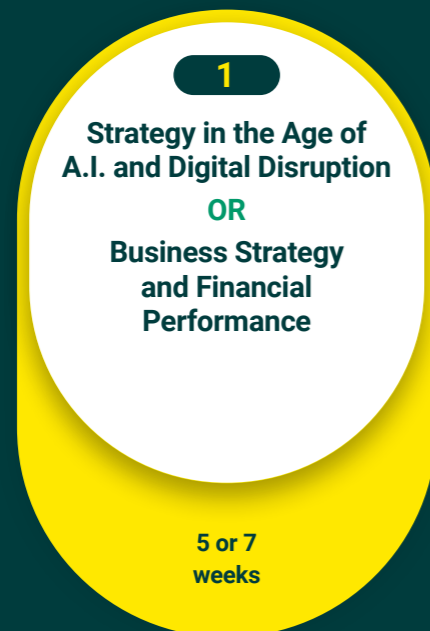 1
Strategy in the Age of
A.I. and Digital Disruption
OR
Business Strategy
and Financial
Performance
5 or 7
weeks